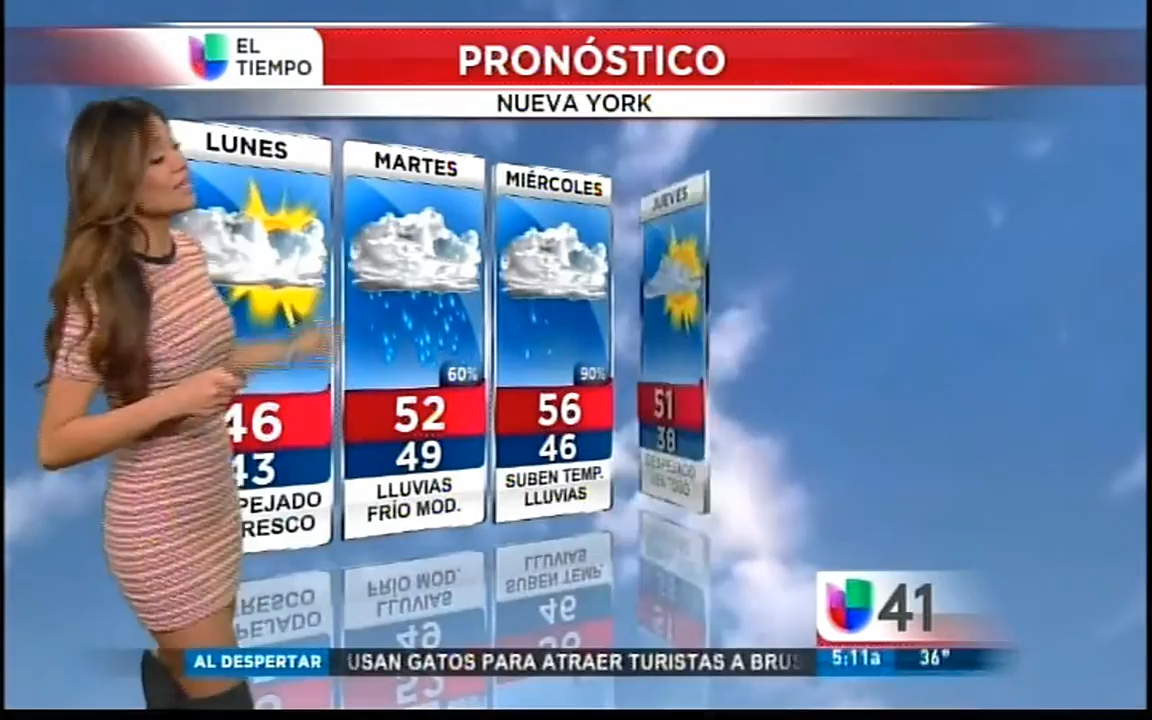 EL
TIEMPO
PRONÓSTICO
NUEVA YORK
LUNES
46
43
PEJADO
RESCO
MARTES
60%
52
49
LLUVIAS
FRÍO MOD.
MIÉRCOLES
90%
56
46
SUBEN TEMP.
LLUVIAS
JUEVES
51
38
DESPEJADO
41
AL DESPERTAR
USAN GATOS PARA ATRAER TURISTAS A BRUS
5:11a
36°